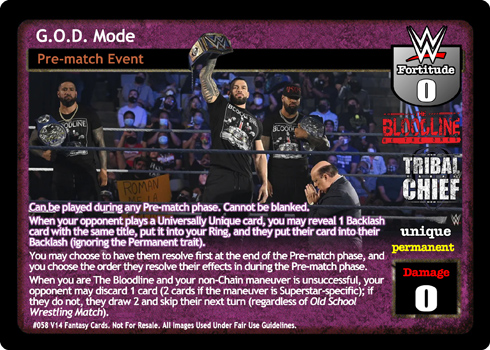 G.O.D. Mode
Pre-match Event
W
Fortitude
0
BLOODLINE
TRIBAL
CHIEF
BLOODLINE
ROMAN
Can be played during any Pre-match phase. Cannot be blanked.
When your opponent plays a Universally Unique card, you may reveal 1 Backlash
card with the same title, put it into your Ring, and they put their card into their
Backlash (ignoring the Permanent trait).
You may choose to have them resolve first at the end of the Pre-match phase, and
you choose the order they resolve their effects in during the Pre-match phase.
When you are The Bloodline and your non-Chain maneuver is unsuccessful, your
opponent may discard 1 card (2 cards if the maneuver is Superstar-specific); if
they do not, they draw 2 and skip their next turn (regardless of Old School
Wrestling Match).
unique
permanent
Damage
0
#058 V14 Fantasy Cards. Not For Resale. All Images Used Under Fair Use Guidelines.